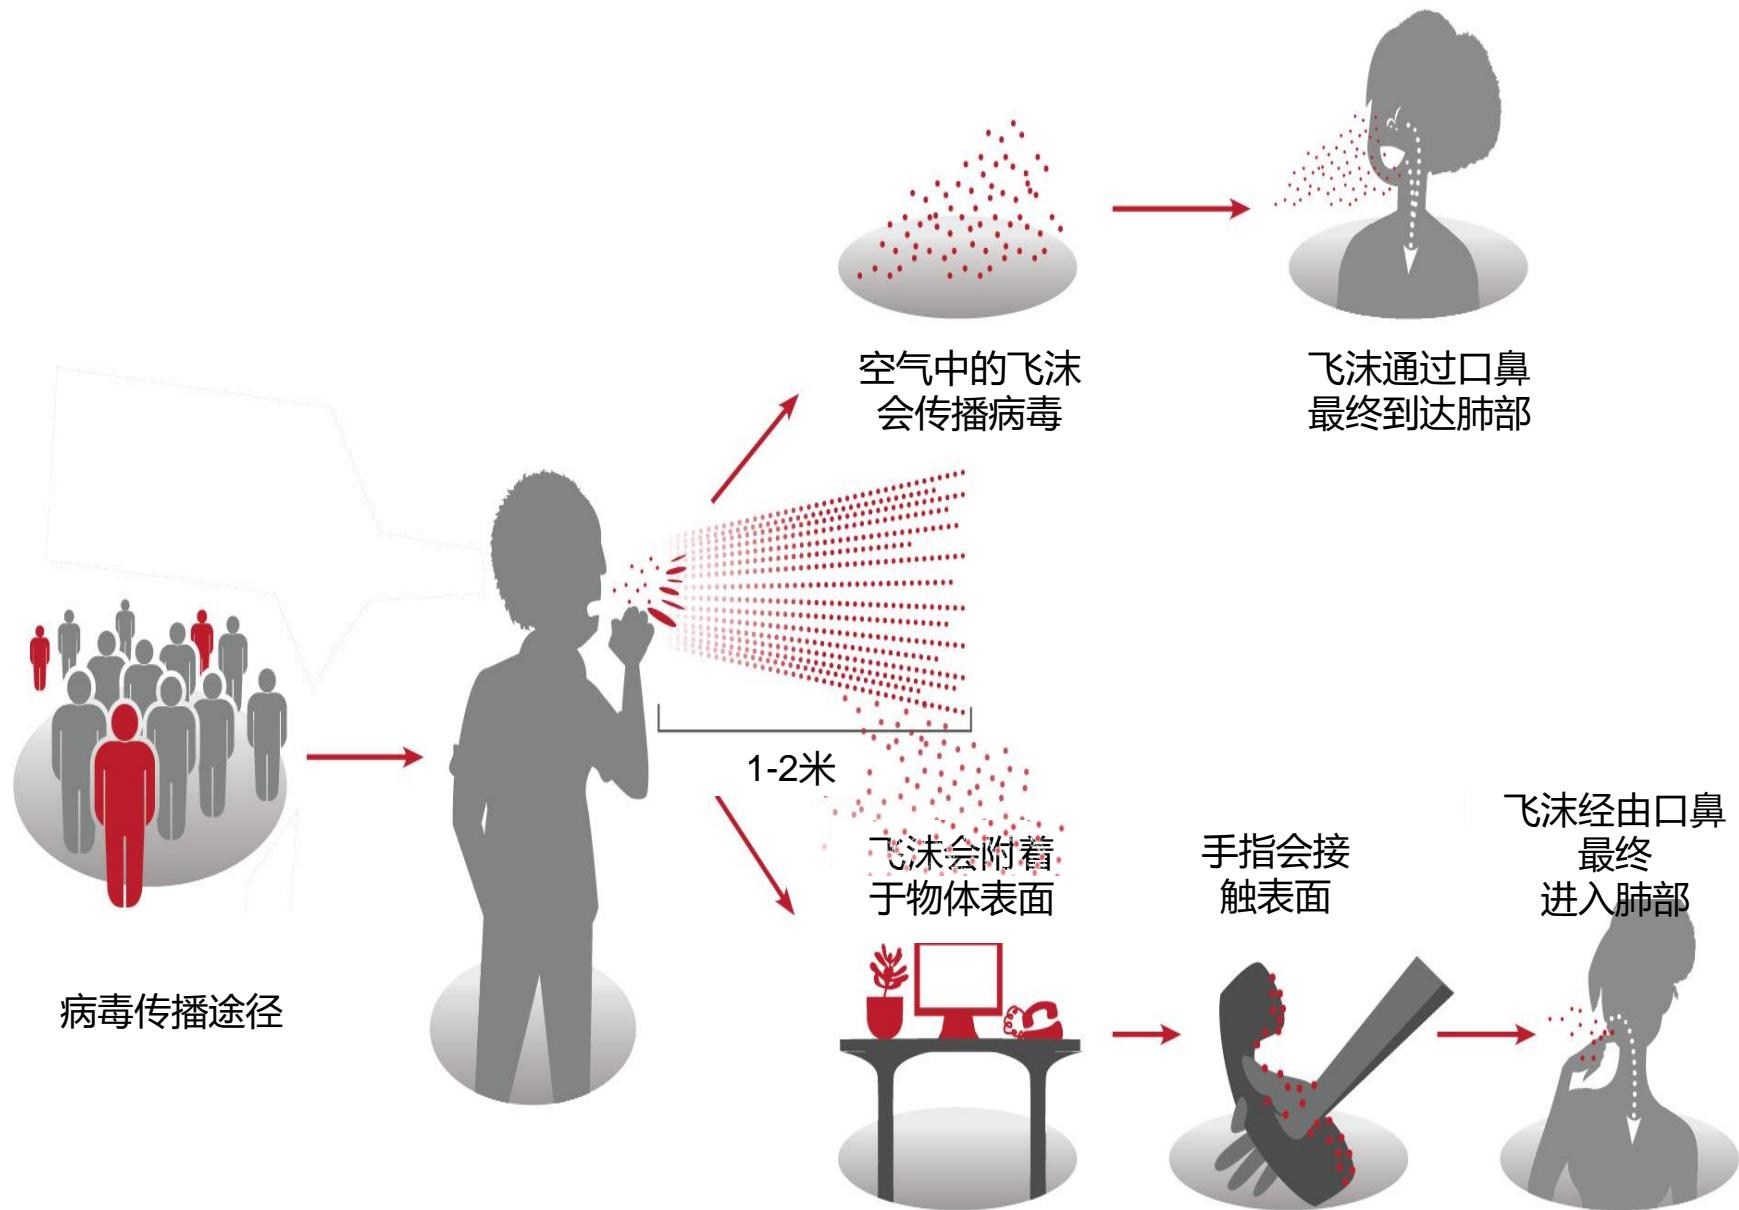 空气中的飞沫
会传播病毒
飞沫通过口鼻
最终到达肺部
1-2米
飞沫会附着
于物体表面
手指会接
触表面
飞沫经由口鼻
最终
进入肺部
病毒传播途径